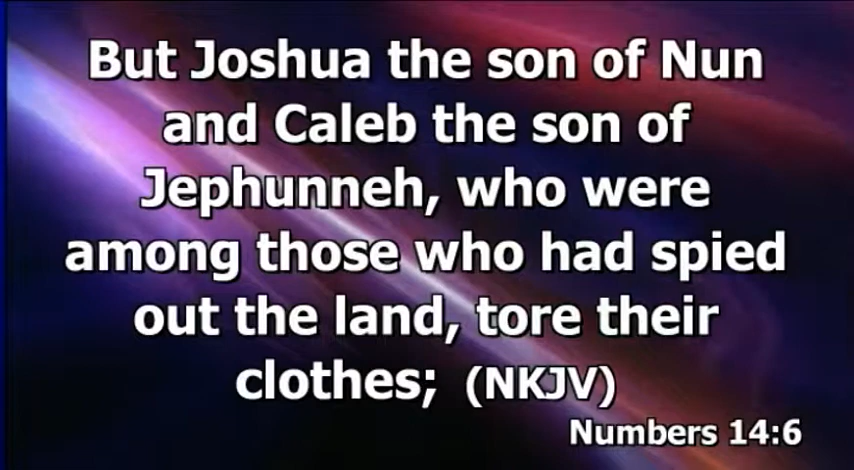 But Joshua the son of Nun
and Caleb the son of
Jephunneh, who were
among those who had spied
out the land, tore their
clothes; (NKJV)
Numbers 14:6